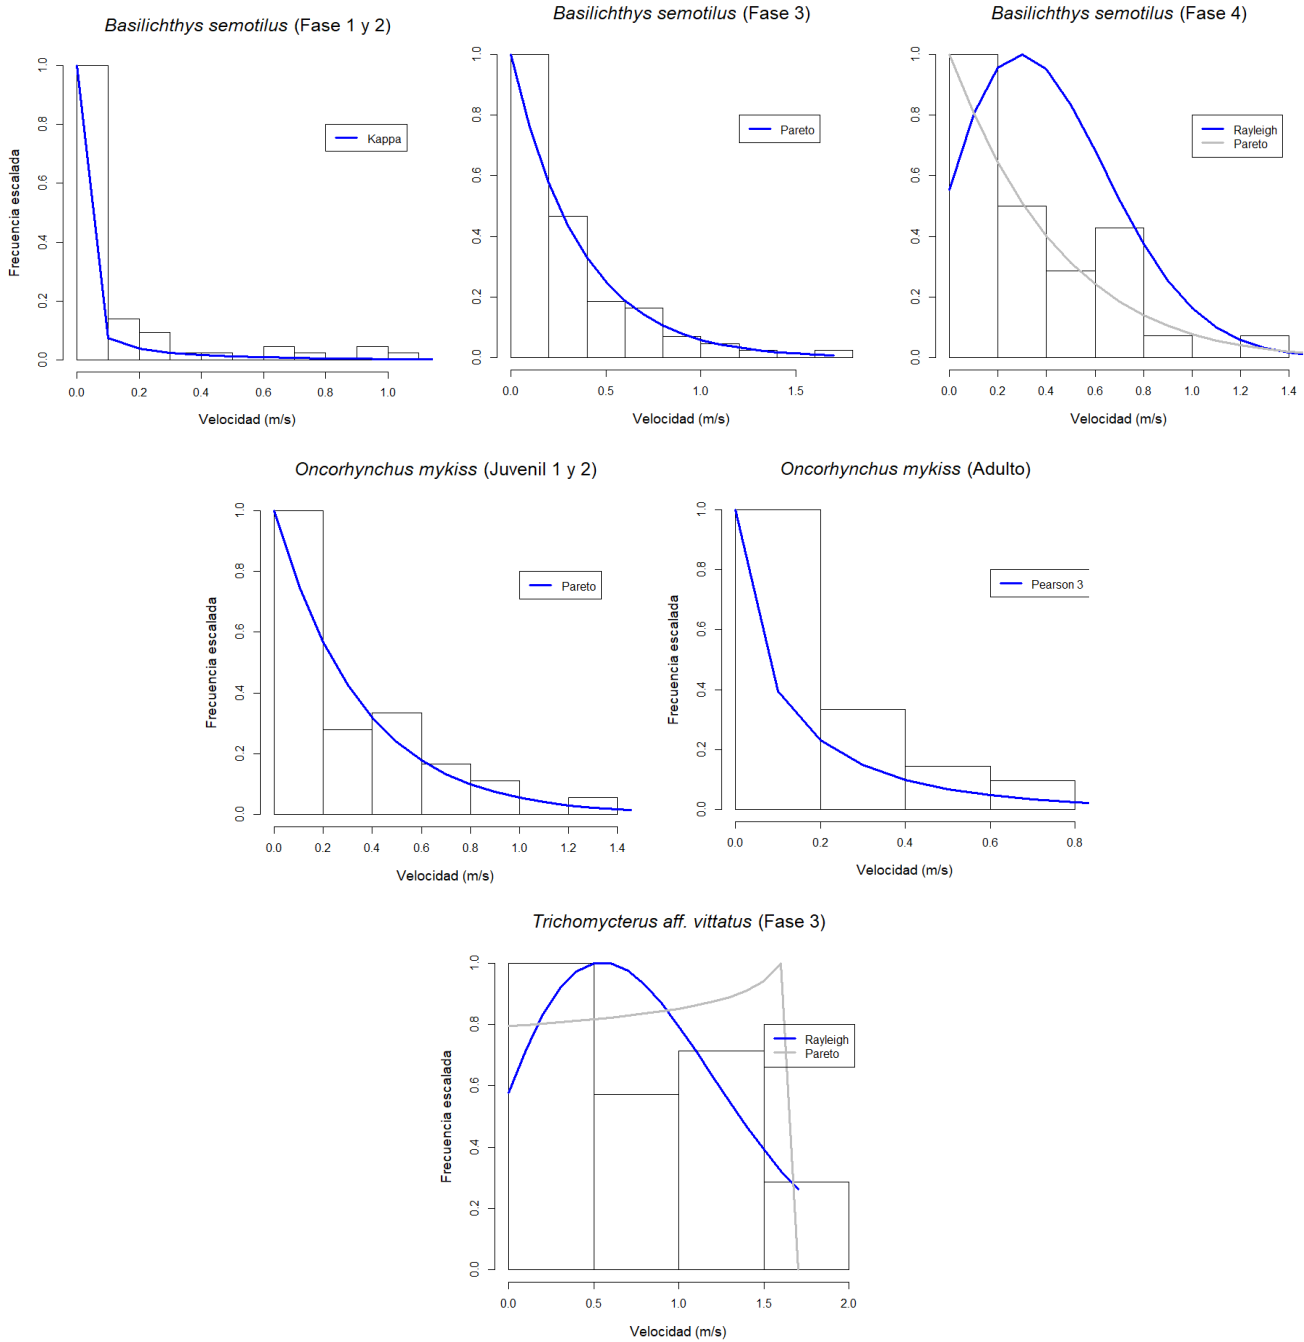 Basilichthys semotilus (Fase 1 y 2)
Frecuencia escalada
1.0
0.8
0.6
0.4
0.2
0.0
Kappa
0.0 0.2 0.4 0.6 0.8 1.0
Velocidad (m/s)
Basilichthys semotilus (Fase 3)
1.0
0.8
0.6
0.4
0.2
0.0
Pareto
0.0 0.5 1.0 1.5
Velocidad (m/s)
Basilichthys semotilus (Fase 4)
1.0
0.8
0.6
0.4
0.2
0.0
Rayleigh
Pareto
0.0 0.2 0.4 0.6 0.8 1.0 1.2 1.4
Velocidad (m/s)
Oncorhynchus mykiss (Juvenil 1 y 2)
Frecuencia escalada
1.0
0.8
0.6
0.4
0.2
0.0
Pareto
0.0 0.2 0.4 0.6 0.8 1.0 1.2 1.4
Velocidad (m/s)
Oncorhynchus mykiss (Adulto)
Frecuencia escalada
1.0
0.8
0.6
0.4
0.2
0.0
Pearson 3
0.0 0.2 0.4 0.6 0.8
Velocidad (m/s)
Trichomycterus aff. vittatus (Fase 3)
Frecuencia escalada
1.0
0.8
0.6
0.4
0.2
0.0
Rayleigh
Pareto
0.0 0.5 1.0 1.5 2.0
Velocidad (m/s)